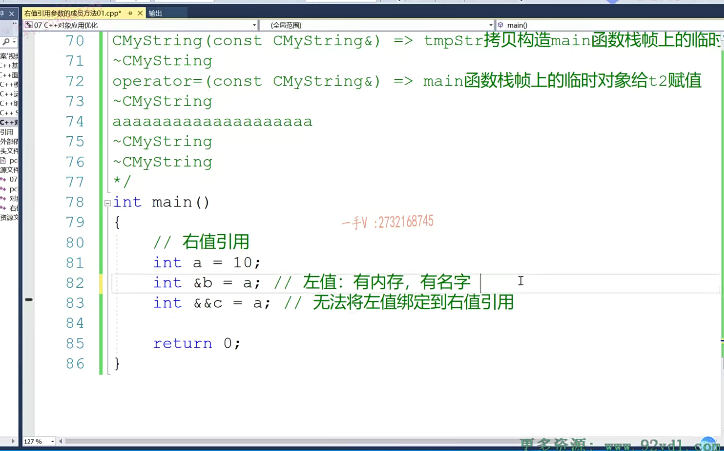 右值引用参数的成员方法01.cpp*
输出
07 C++对象应用优化
(全局范围)
main()
70 CMyString(const CMyString&) => tmpStr拷贝构造main函数栈帧上的临时
71 ~CMyString
72 operator=(const CMyString&) => main函数栈帧上的临时对象给t2赋值
73 ~CMyString
74 aaaaaaaaaaaaaaaaaaaa
75 ~CMyString
76 ~CMyString
77 */
78 int main()
79 {
一手V :2732168745
80 // 右值引用
81 int a = 10;
82 int &b = a; // 左值: 有内存, 有名字
83 int &&c = a; // 无法将左值绑定到右值引用
84
85 return 0;
86 }
127 %
更多资源: www.92xdl.com